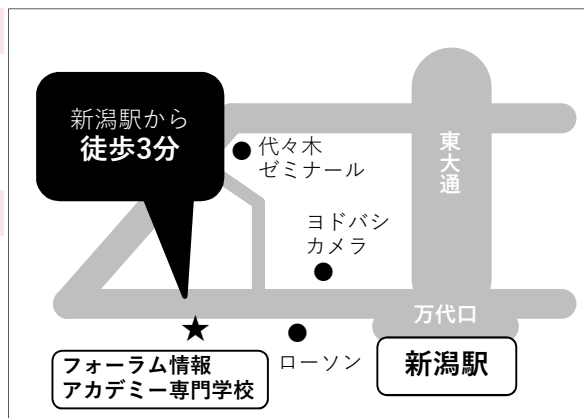 新潟駅から
徒歩3分
代々木
ゼミナール
東大通
ヨドバシ
カメラ
万代口
フォーラム情報
アカデミー専門学校
ローソン
新潟駅